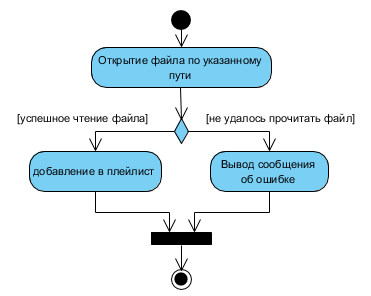 Открытие файла по указанному
пути
[успешное чтение файла]
[не удалось прочитать файл]
добавление в плейлист
Вывод сообщения
об ошибке